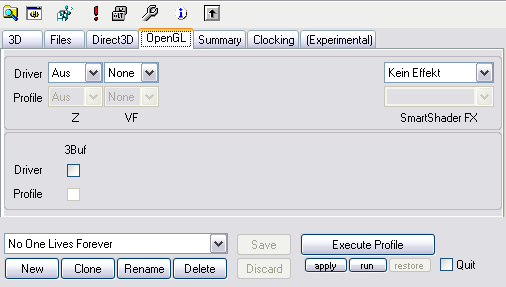 3D Files Direct3D OpenGL Summary Clocking (Experimental)
Driver Aus None Kein Effekt
Profile Aus None
Z VF SmartShader FX
3Buf
Driver
Profile
No One Lives Forever Save Execute Profile
New Clone Rename Delete Discard apply run restore Quit